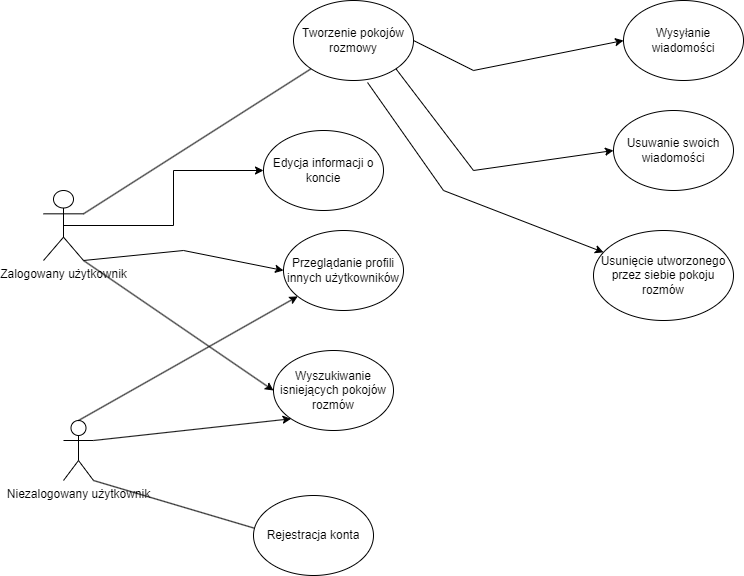 Tworzenie pokojów
rozmowy
Wysyłanie
wiadomości
Usuwanie swoich
wiadomości
Edycja informacji o
koncie
Zalogowany użytkownik
Przeglądanie profili
innych użytkowników
Usunięcie utworzonego
przez siebie pokoju
rozmów
Wyszukiwanie
isniejących pokojów
rozmów
Niezalogowany użytkownik
Rejestracja konta